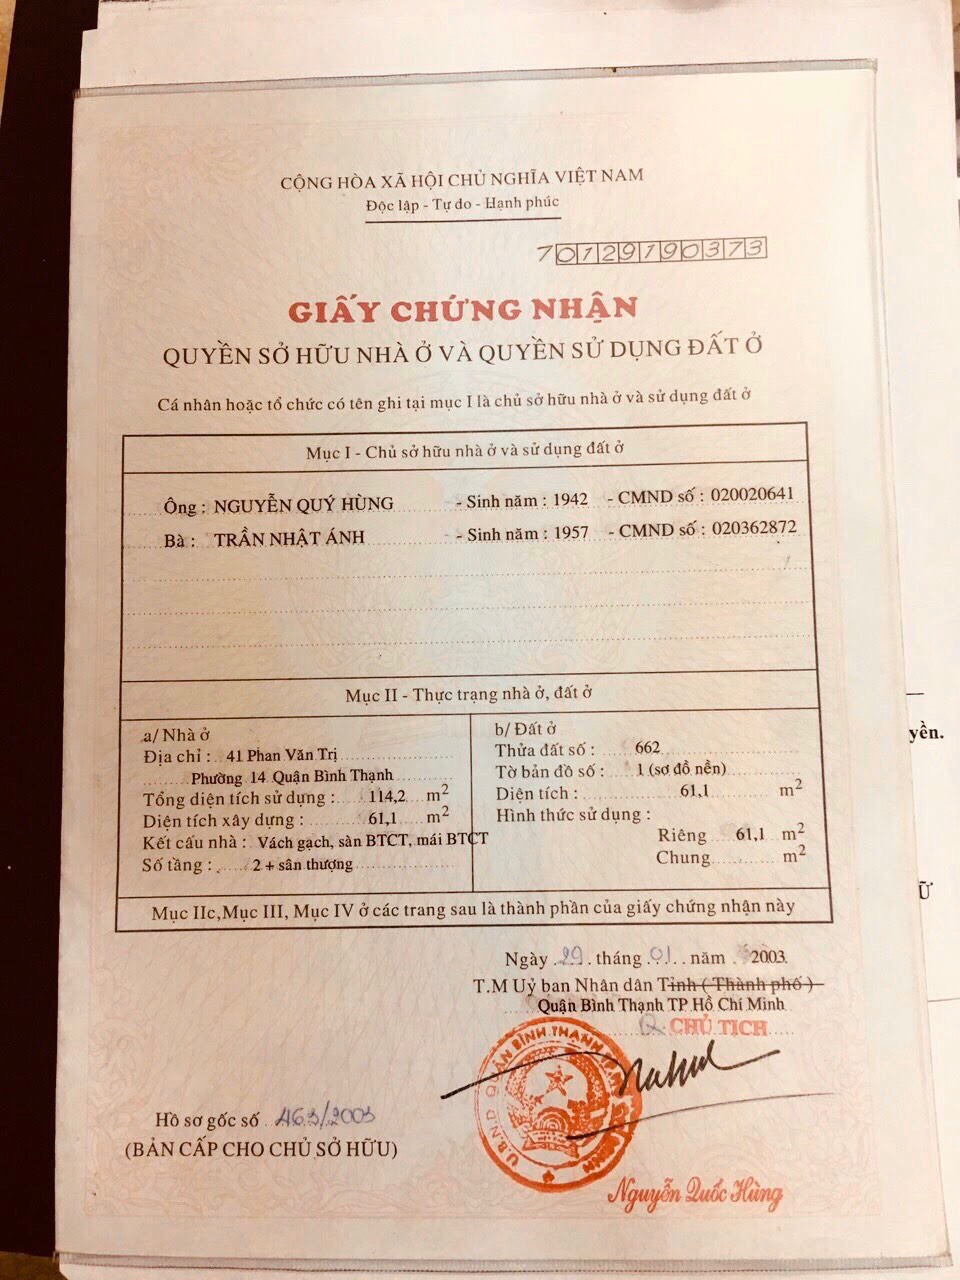 CỘNG HÒA XÃ HỘI CHỦ NGHĨA VIỆT NAM
Độc lập - Tự do - Hạnh phúc
70129190373
GIẤY CHỨNG NHẬN
QUYỀN SỞ HỮU NHÀ Ở VÀ QUYỀN SỬ DỤNG ĐẤT Ở
Cá nhân hoặc tổ chức có tên ghi tại mục I là chủ sở hữu nhà ở và sử dụng đất ở
Mục I - Chủ sở hữu nhà ở và sử dụng đất ở
Ông : NGUYỄN QUÝ HÙNG - Sinh năm : 1942 - CMND số : 020020641
Bà : TRẦN NHẬT ÁNH - Sinh năm : 1957 - CMND số : 020362872
Mục II - Thực trạng nhà ở, đất ở
a/ Nhà ở
Địa chỉ : 41 Phan Văn Trị
Phường 14 Quận Bình Thạnh
Tổng diện tích sử dụng : 114,2 m2
Diện tích xây dựng : 61,1 m2
Kết cấu nhà : Vách gạch, sàn BTCT, mái BTCT
Số tầng : 2 + sân thượng
b/ Đất ở
Thửa đất số : 662
Tờ bản đồ số : 1 (sơ đồ nền)
Diện tích : 61,1 m2
Hình thức sử dụng :
Riêng 61,1 m2
Chung m2
Mục IIc,Mục III, Mục IV ở các trang sau là thành phần của giấy chứng nhận này
Ngày 29 tháng 01 năm 2003
T.M Uỷ ban Nhân dân Tỉnh ( Thành phố )
Quận Bình Thạnh TP Hồ Chí Minh
Q CHỦ TỊCH
U.B.N.D QUẬN BÌNH THẠNH
Nguyễn Quốc Hùng
Hồ sơ gốc số 463/2003
(BẢN CẤP CHO CHỦ SỞ HỮU)
yền.
Ữ